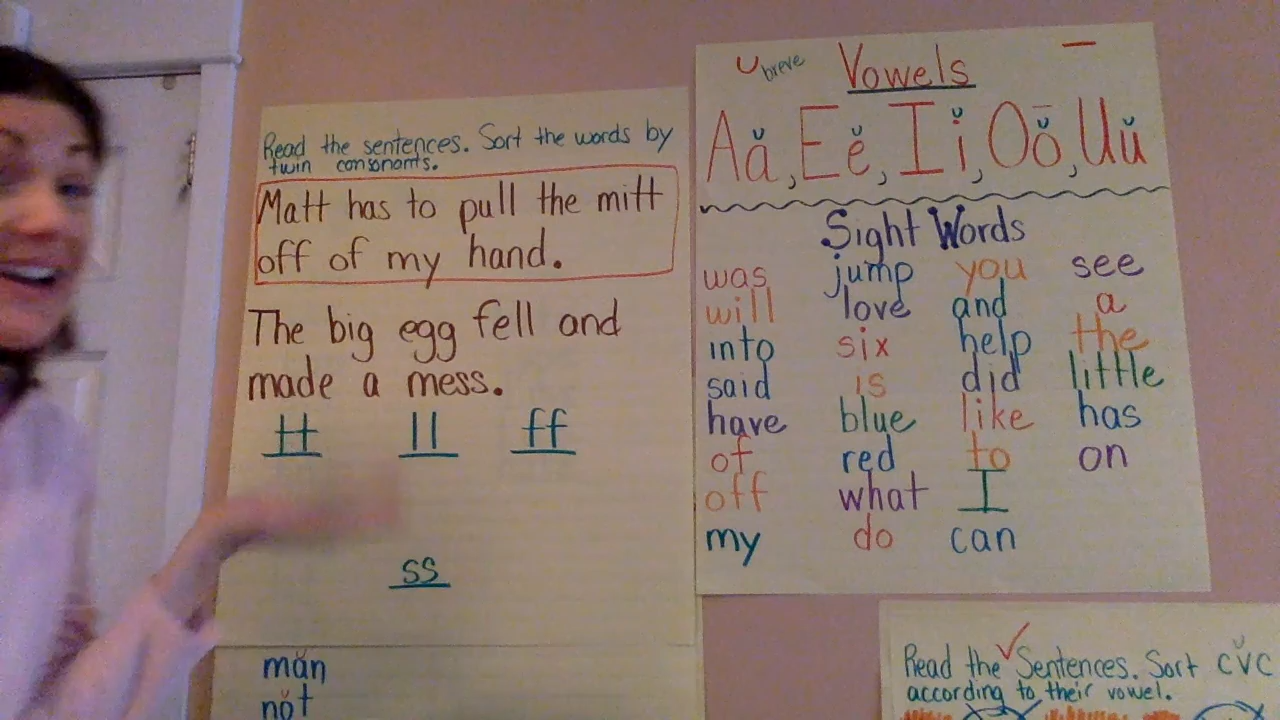 Read the sentences. Sort the words by
twin consonants.
Matt has to pull the mitt
off of my hand.
The big egg fell and
made a mess.
tt ll ff
ss
măn
nŏt
˘ breve Vowels ¯
Aă, Eĕ, Iĭ, Oŏ, Uŭ
Sight Words
was jump you see
will love and a
into six help the
said is did little
have blue like has
of red to on
off what I
my do can
Read the ✓ Sentences. Sort cv̆c
according to their vowel.